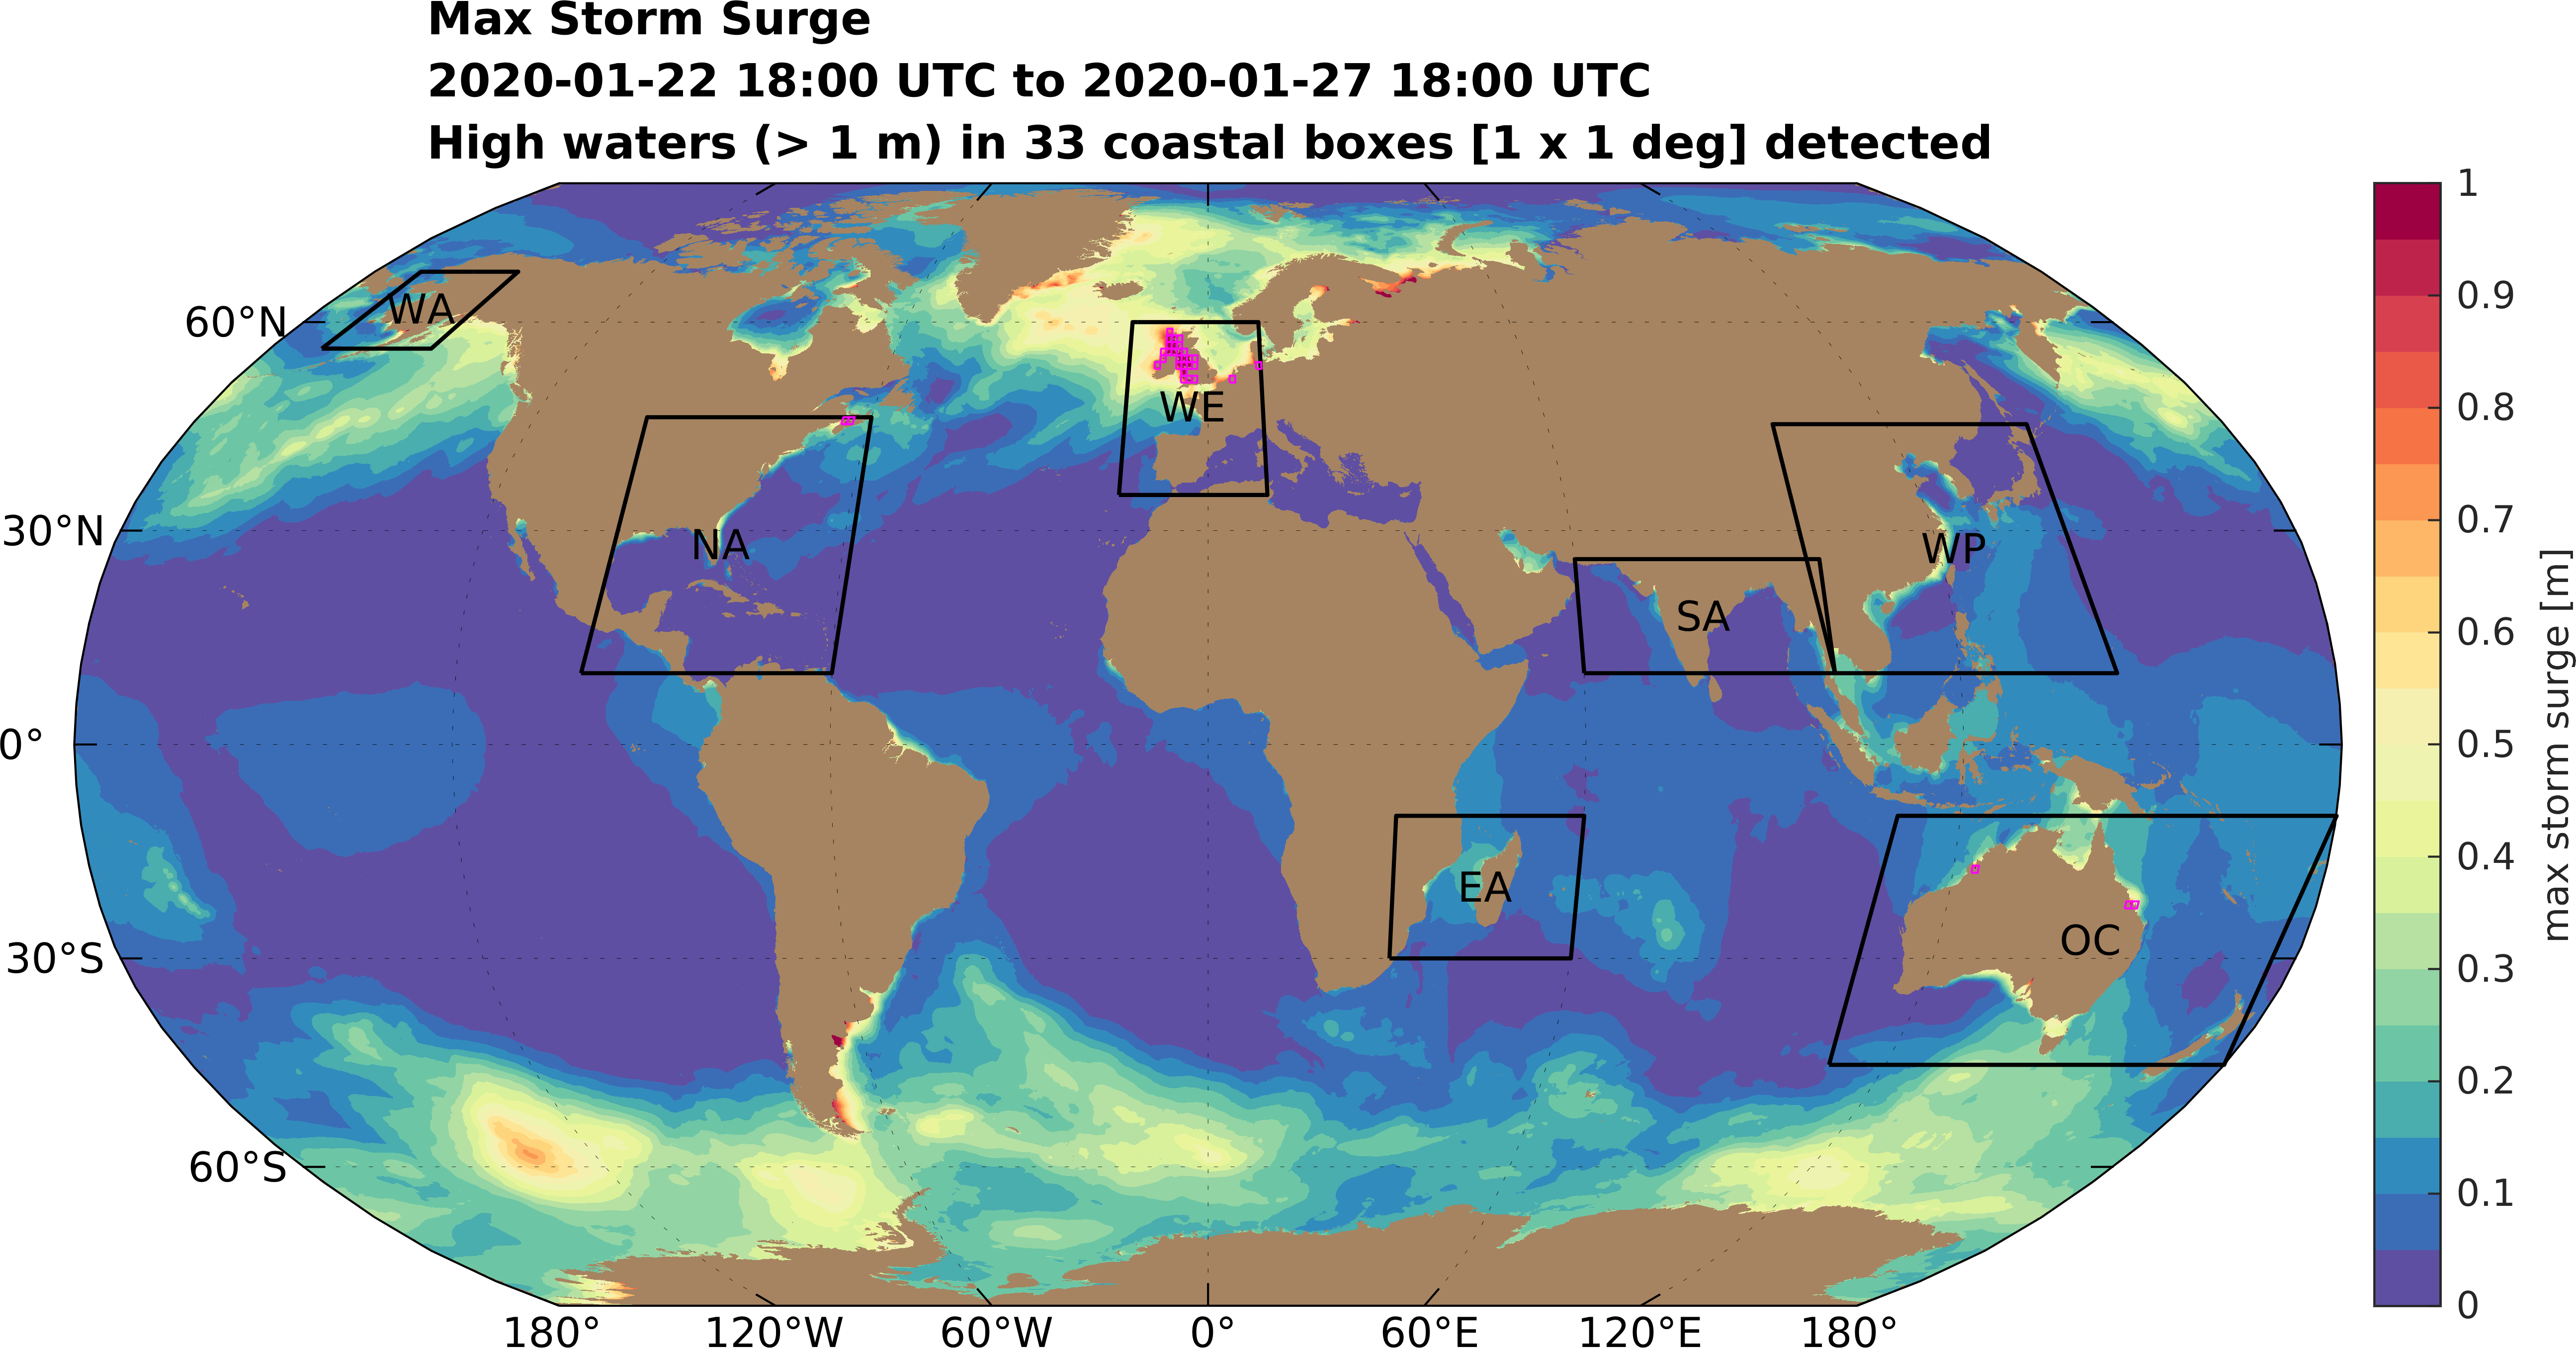 Max Storm Surge
2020-01-22 18:00 UTC to 2020-01-27 18:00 UTC
High waters (> 1 m) in 33 coastal boxes [1 x 1 deg] detected
60°N
30°N
0°
30°S
60°S
WA
NA
WE
SA
WP
EA
OC
180°
120°W
60°W
0°
60°E
120°E
180°
1
0.9
0.8
0.7
0.6
0.5
0.4
0.3
0.2
0.1
0
max storm surge [m]